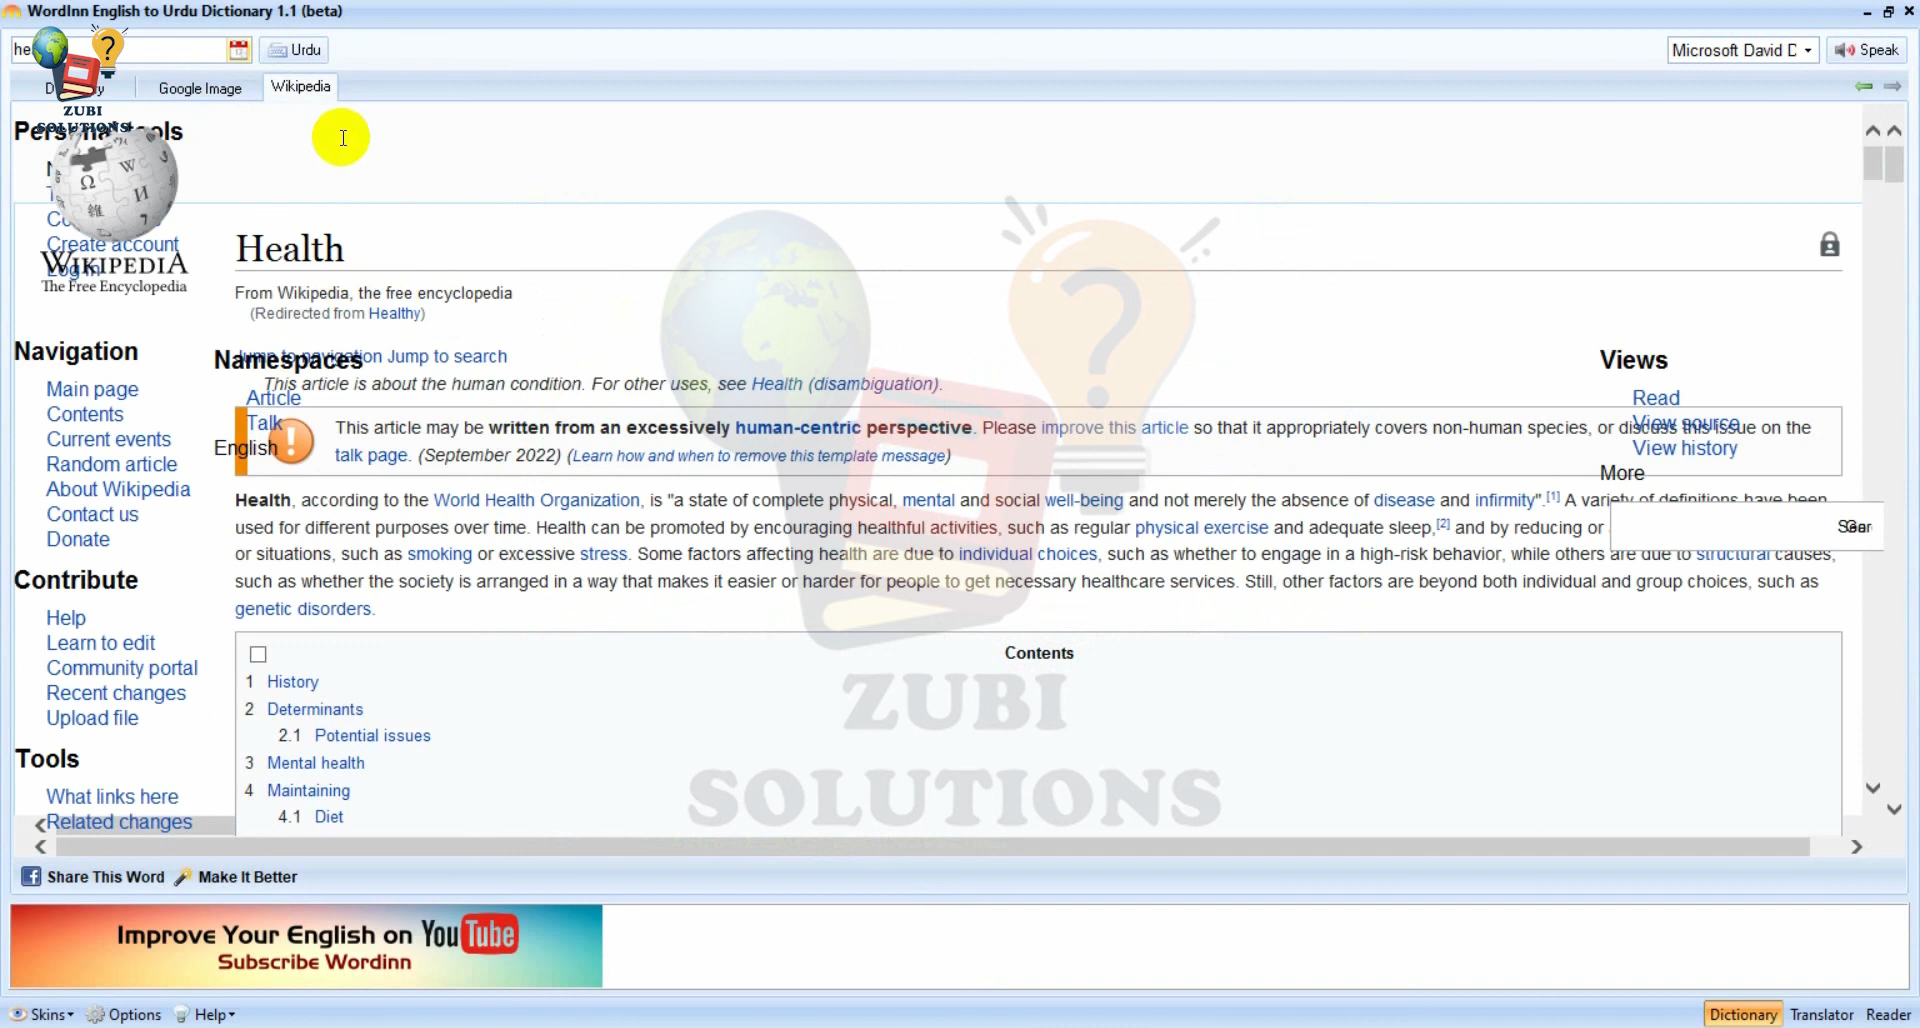 WordInn English to Urdu Dictionary 1.1 (beta)
he
Urdu
Microsoft David D
Speak
Google Image
Wikipedia
ZUBI
SOLUTIONS
Personal tools
Create account
Log in
WIKIPEDIA
The Free Encyclopedia
Health
From Wikipedia, the free encyclopedia
(Redirected from Healthy)
Jump to navigation Jump to search
This article is about the human condition. For other uses, see Health (disambiguation).
Namespaces
Article
Talk
English
Views
Read
View source
View history
More
This article may be written from an excessively human-centric perspective. Please improve this article so that it appropriately covers non-human species, or discuss this issue on the
talk page. (September 2022) (Learn how and when to remove this template message)
Health, according to the World Health Organization, is "a state of complete physical, mental and social well-being and not merely the absence of disease and infirmity".[1] A variety of definitions have been
used for different purposes over time. Health can be promoted by encouraging healthful activities, such as regular physical exercise and adequate sleep,[2] and by reducing or
or situations, such as smoking or excessive stress. Some factors affecting health are due to individual choices, such as whether to engage in a high-risk behavior, while others are due to structural causes,
such as whether the society is arranged in a way that makes it easier or harder for people to get necessary healthcare services. Still, other factors are beyond both individual and group choices, such as
genetic disorders.
Contents
1 History
2 Determinants
2.1 Potential issues
3 Mental health
4 Maintaining
4.1 Diet
Navigation
Main page
Contents
Current events
Random article
About Wikipedia
Contact us
Donate
Contribute
Help
Learn to edit
Community portal
Recent changes
Upload file
Tools
What links here
Related changes
ZUBI
SOLUTIONS
Share This Word
Make It Better
Improve Your English on YouTube
Subscribe Wordinn
Skins
Options
Help
Dictionary
Translator
Reader